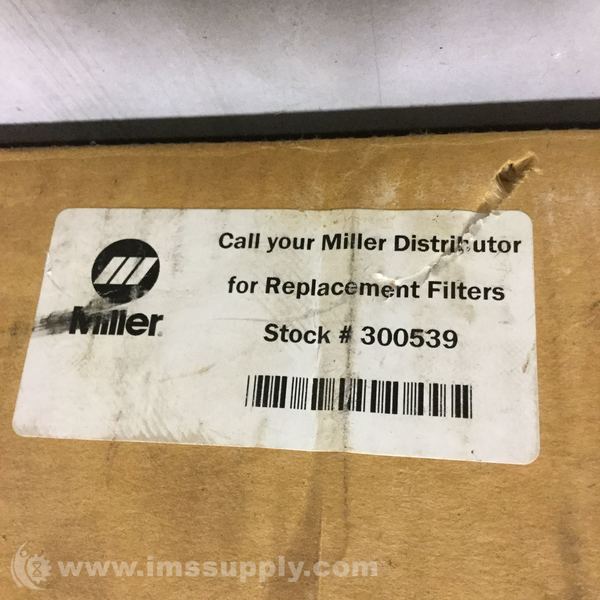 Call your Miller Distributor
for Replacement Filters
Stock # 300539
Miller
www.imssupply.com